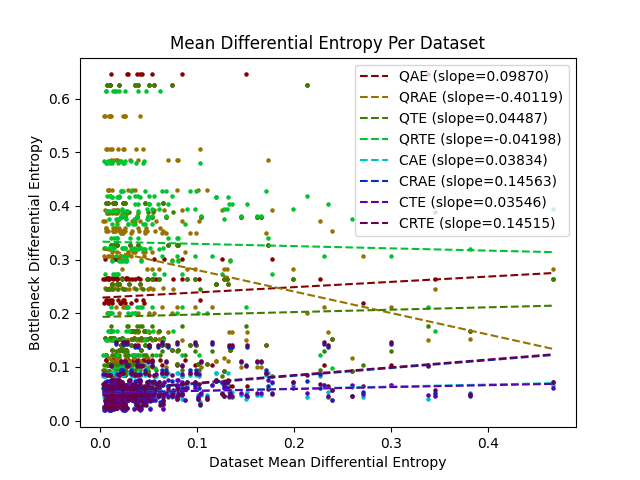 Mean Differential Entropy Per Dataset
Bottleneck Differential Entropy
0.6
0.5
0.4
0.3
0.2
0.1
0.0
QAE (slope=0.09870)
QRAE (slope=-0.40119)
QTE (slope=0.04487)
QRTE (slope=-0.04198)
CAE (slope=0.03834)
CRAE (slope=0.14563)
CTE (slope=0.03546)
CRTE (slope=0.14515)
0.0 0.1 0.2 0.3 0.4
Dataset Mean Differential Entropy